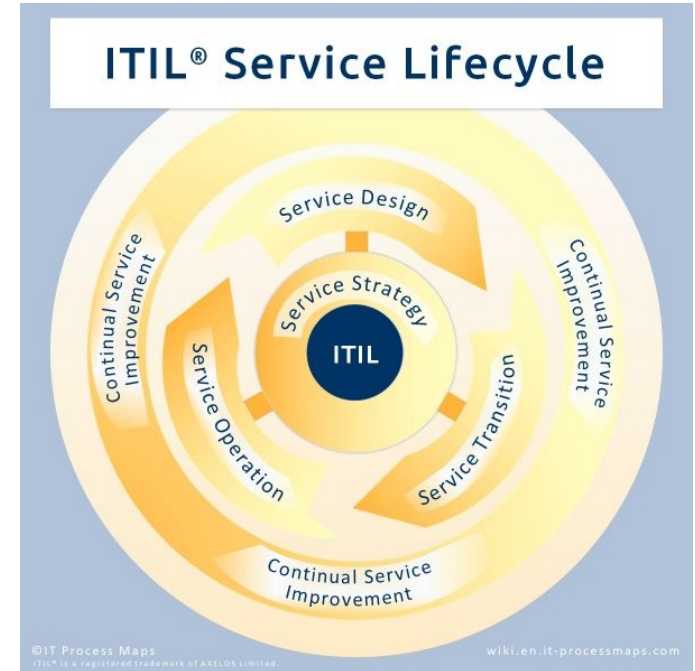 ITIL® Service Lifecycle
Service Design
Service Strategy
ITIL
Service Transition
Service Operation
Continual Service
Improvement
Continual Service
Improvement
Continual Service
Improvement
©IT Process Maps
ITIL® is a registered trademark of AXELOS Limited.
wiki.en.it-processmaps.com